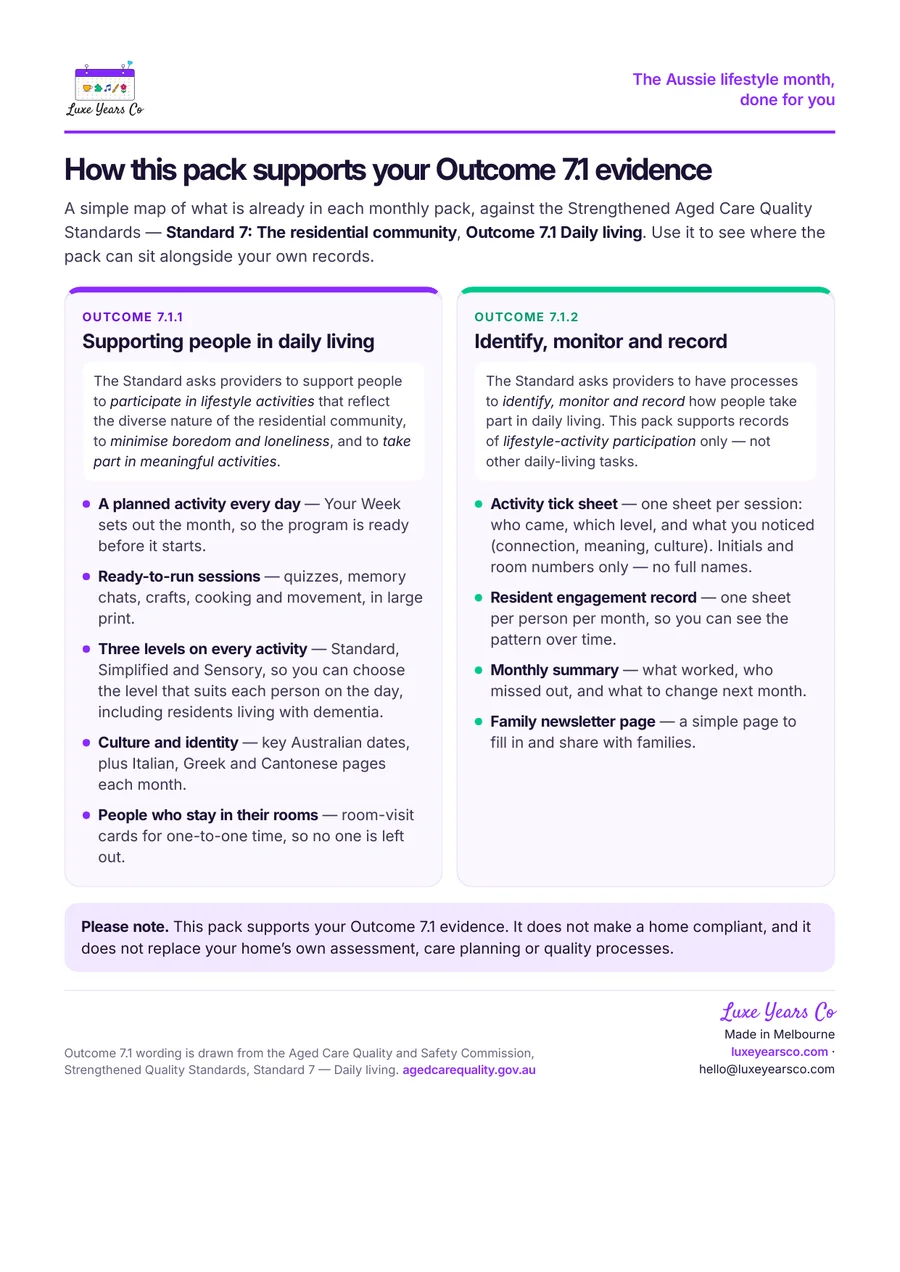 Luxe Years Co
The Aussie lifestyle month,
done for you
How this pack supports your Outcome 7.1 evidence
A simple map of what is already in each monthly pack, against the Strengthened Aged Care Quality
Standards — Standard 7: The residential community, Outcome 7.1 Daily living. Use it to see where the
pack can sit alongside your own records.
OUTCOME 7.1.1
Supporting people in daily living
The Standard asks providers to support people
to participate in lifestyle activities that reflect
the diverse nature of the residential community,
to minimise boredom and loneliness, and to take
part in meaningful activities.
A planned activity every day — Your Week
sets out the month, so the program is ready
before it starts.
Ready-to-run sessions — quizzes, memory
chats, crafts, cooking and movement, in large
print.
Three levels on every activity — Standard,
Simplified and Sensory, so you can choose
the level that suits each person on the day,
including residents living with dementia.
Culture and identity — key Australian dates,
plus Italian, Greek and Cantonese pages
each month.
People who stay in their rooms — room-visit
cards for one-to-one time, so no one is left
out.
OUTCOME 7.1.2
Identify, monitor and record
The Standard asks providers to have processes
to identify, monitor and record how people take
part in daily living. This pack supports records
of lifestyle-activity participation only — not
other daily-living tasks.
Activity tick sheet — one sheet per session:
who came, which level, and what you noticed
(connection, meaning, culture). Initials and
room numbers only — no full names.
Resident engagement record — one sheet
per person per month, so you can see the
pattern over time.
Monthly summary — what worked, who
missed out, and what to change next month.
Family newsletter page — a simple page to
fill in and share with families.
Please note. This pack supports your Outcome 7.1 evidence. It does not make a home compliant, and it
does not replace your home’s own assessment, care planning or quality processes.
Outcome 7.1 wording is drawn from the Aged Care Quality and Safety Commission,
Strengthened Quality Standards, Standard 7 — Daily living. agedcarequality.gov.au
Luxe Years Co
Made in Melbourne
luxeyearsco.com ·
hello@luxeyearsco.com